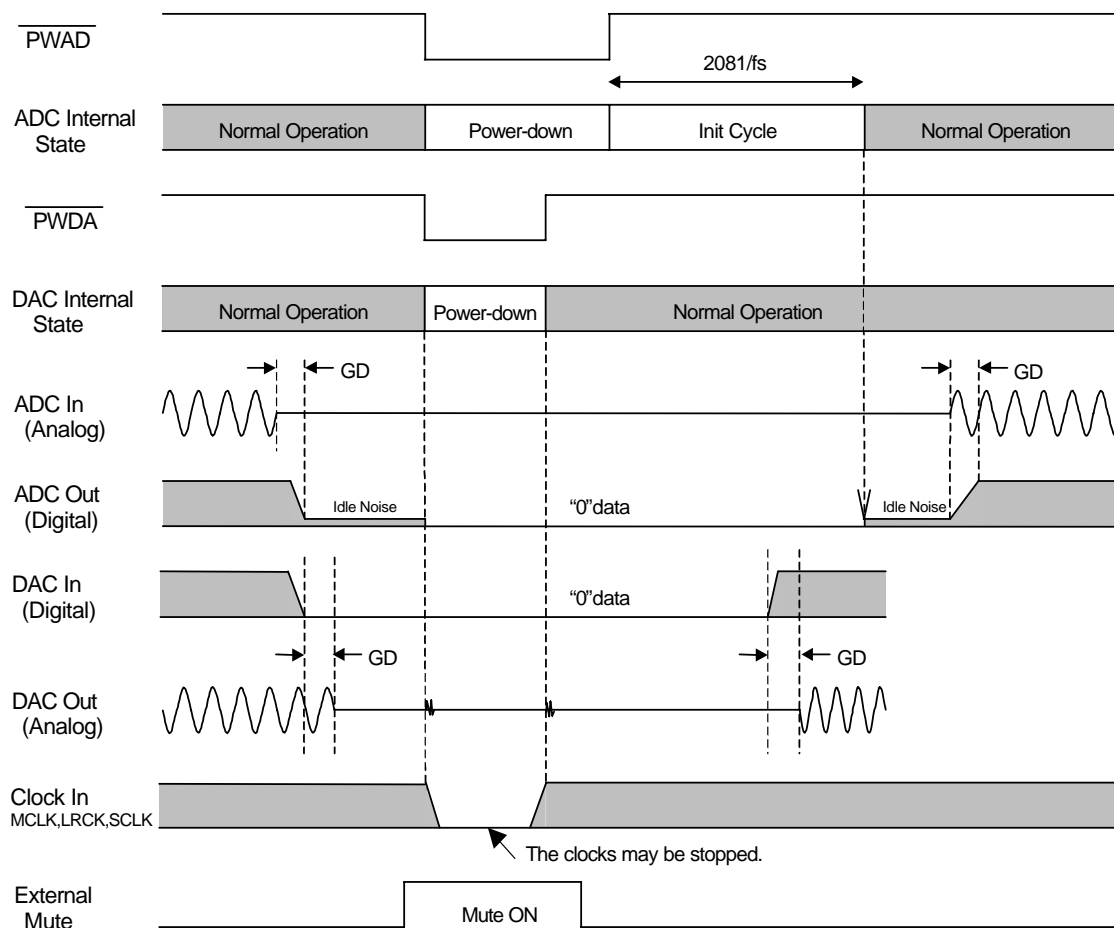 PWAD
2081/fs
ADC Internal
State
Normal Operation
Power-down
Init Cycle
Normal Operation
PWDA
DAC Internal
State
Normal Operation
Power-down
Normal Operation
GD
GD
ADC In
(Analog)
ADC Out
(Digital)
Idle Noise
“0”data
Idle Noise
DAC In
(Digital)
“0”data
GD
GD
DAC Out
(Analog)
Clock In
MCLK,LRCK,SCLK
The clocks may be stopped.
External
Mute
Mute ON